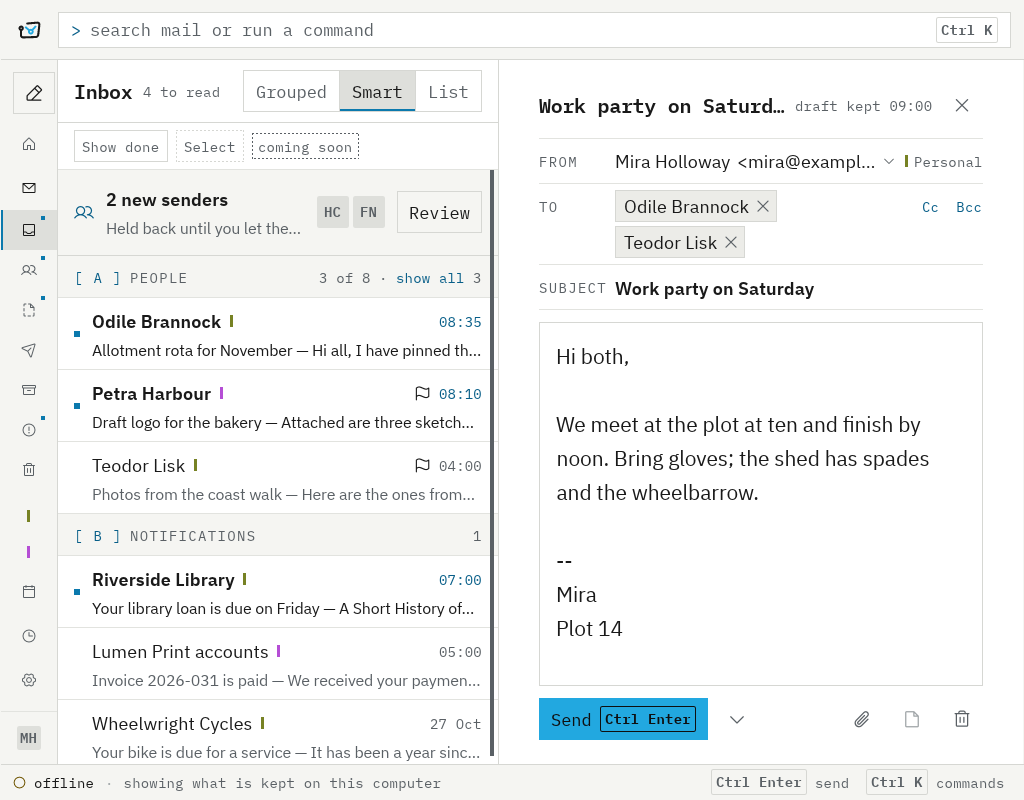 > search mail or run a command Ctrl K
Inbox 4 to read Grouped Smart List
Show done Select coming soon
2 new senders
Held back until you let the... HC FN Review
[ A ] PEOPLE 3 of 8 · show all 3
Odile Brannock 08:35
Allotment rota for November — Hi all, I have pinned th...
Petra Harbour 08:10
Draft logo for the bakery — Attached are three sketch...
Teodor Lisk 04:00
Photos from the coast walk — Here are the ones from...
[ B ] NOTIFICATIONS 1
Riverside Library 07:00
Your library loan is due on Friday — A Short History of...
Lumen Print accounts 05:00
Invoice 2026-031 is paid — We received your paymen...
Wheelwright Cycles 27 Oct
Your bike is due for a service — It has been a year sinc...
MH
Work party on Saturd... draft kept 09:00
FROM Mira Holloway <mira@exampl... Personal
TO Odile Brannock Cc Bcc
Teodor Lisk
SUBJECT Work party on Saturday
Hi both,
We meet at the plot at ten and finish by
noon. Bring gloves; the shed has spades
and the wheelbarrow.
--
Mira
Plot 14
Send Ctrl Enter
offline · showing what is kept on this computer Ctrl Enter send Ctrl K commands